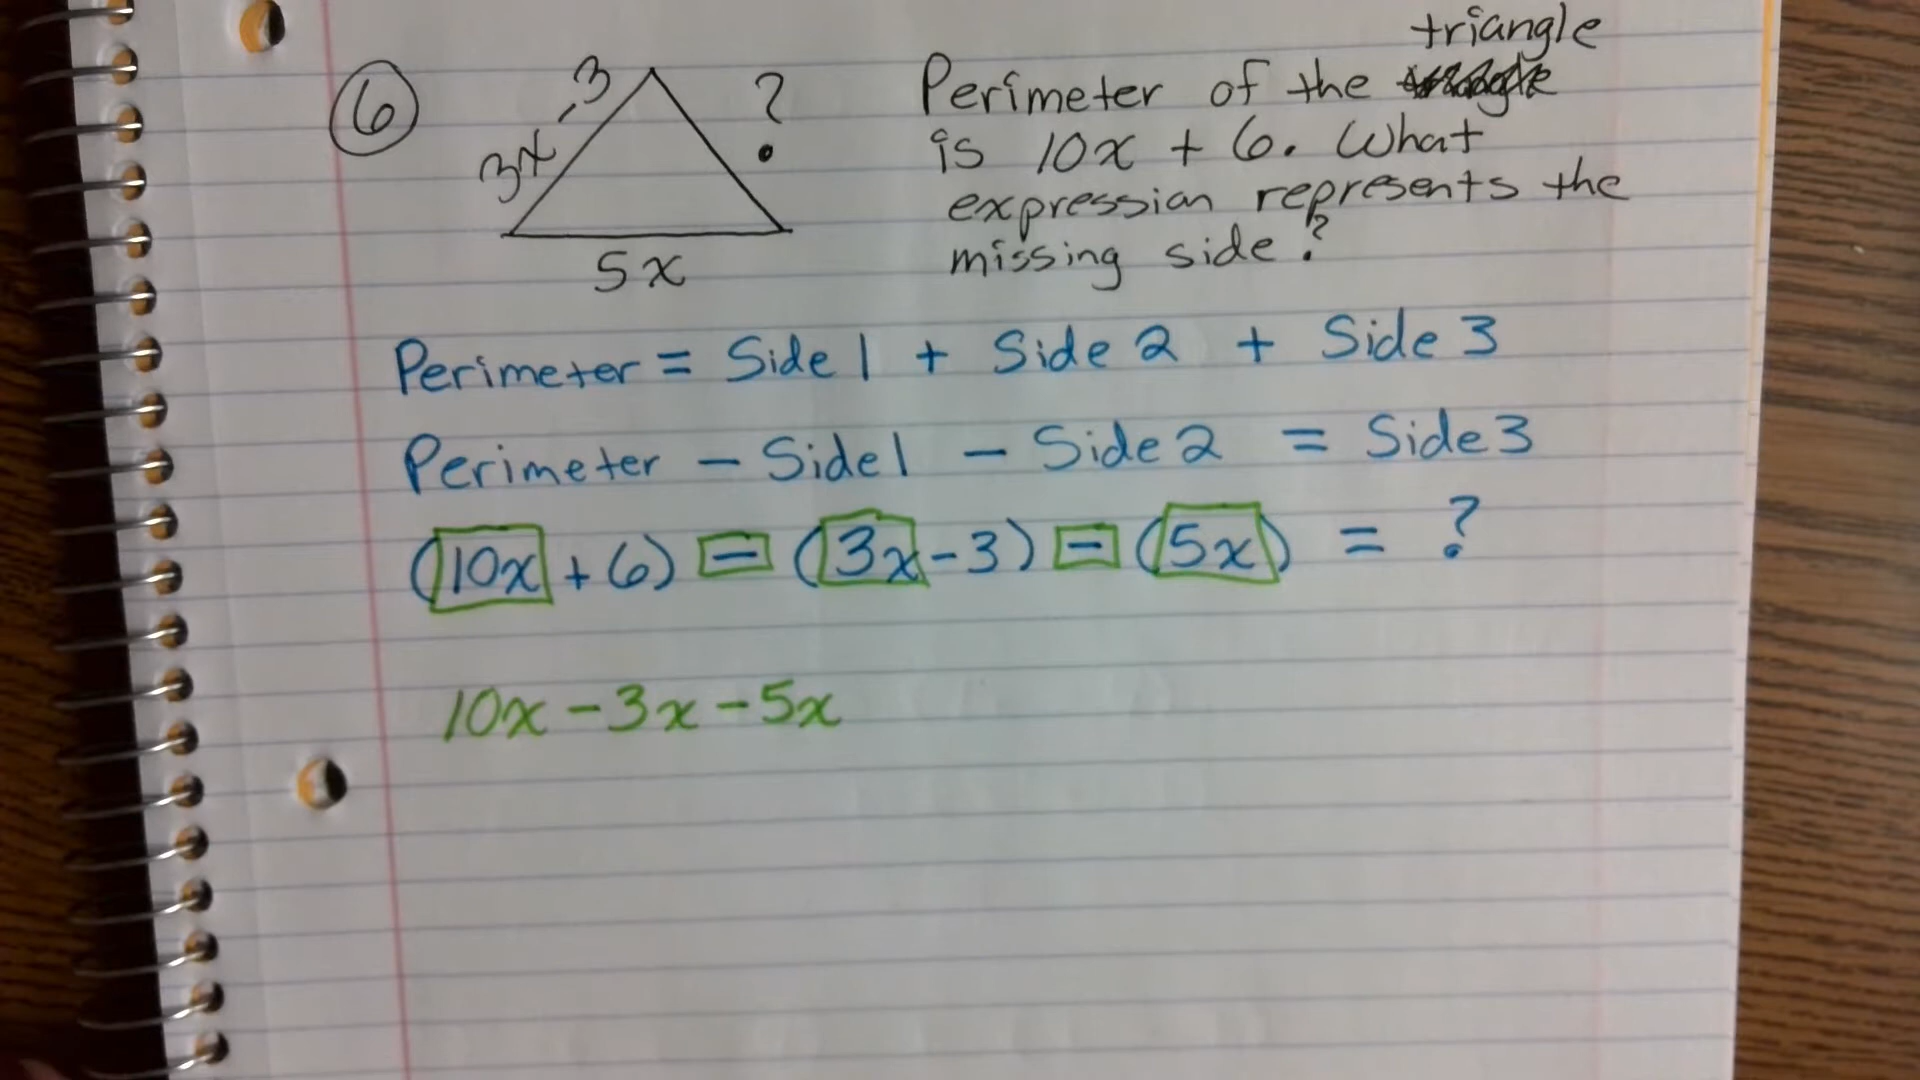 6
3x - 3
?
5x
triangle
Perimeter of the
is 10x + 6. What
expression represents the
missing side?
Perimeter = Side 1 + Side 2 + Side 3
Perimeter - Side 1 - Side 2 = Side 3
(10x + 6) - (3x - 3) - (5x) = ?
10x - 3x - 5x